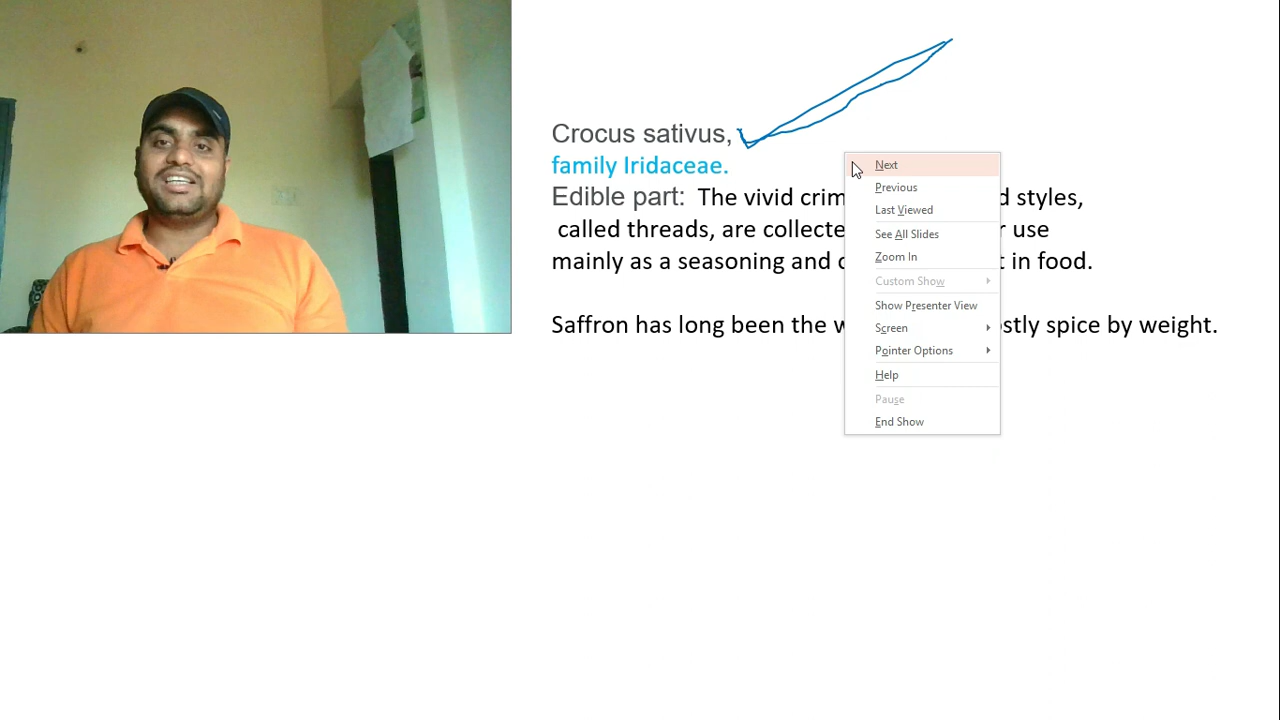 Crocus sativus,
family Iridaceae.
Edible part: The vivid crim d styles,
called threads, are collecte r use
mainly as a seasoning and c t in food.
Saffron has long been the w ostly spice by weight.
Next
Previous
Last Viewed
See All Slides
Zoom In
Custom Show
Show Presenter View
Screen
Pointer Options
Help
Pause
End Show